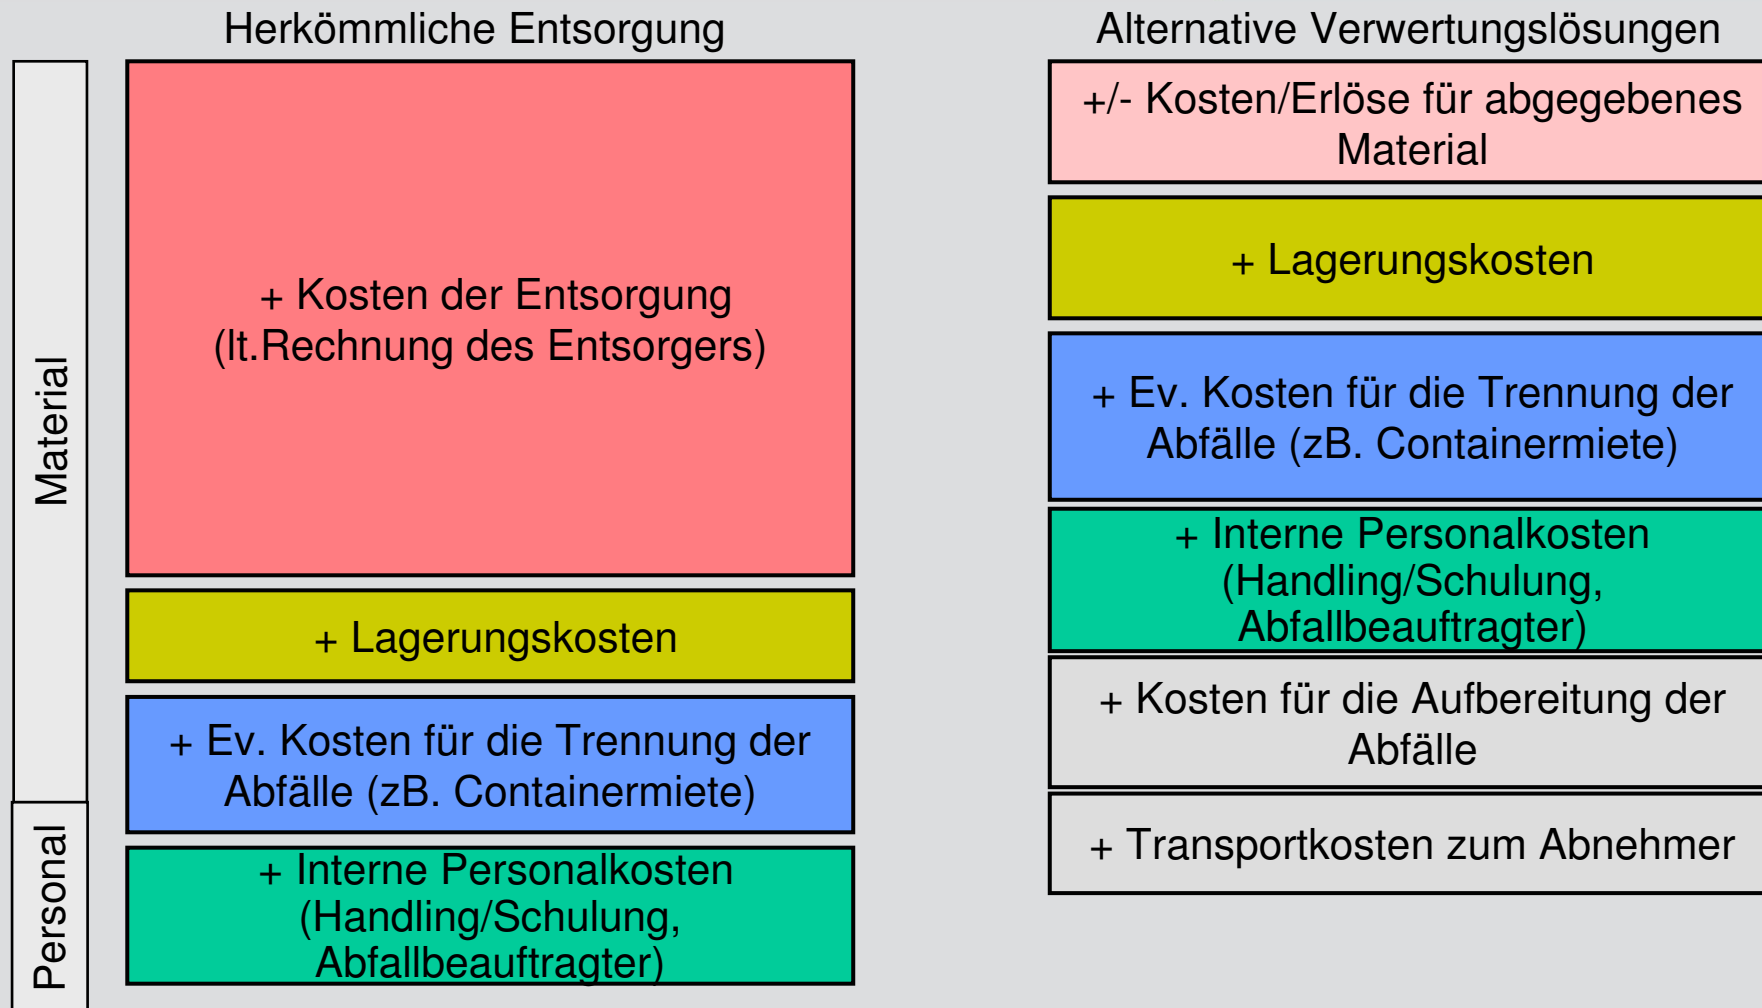 Herkömmliche Entsorgung
Material
+ Kosten der Entsorgung
(lt.Rechnung des Entsorgers)
+ Lagerungskosten
+ Ev. Kosten für die Trennung der
Abfälle (zB. Containermiete)
Personal
+ Interne Personalkosten
(Handling/Schulung,
Abfallbeauftragter)
Alternative Verwertungslösungen
+/- Kosten/Erlöse für abgegebenes
Material
+ Lagerungskosten
+ Ev. Kosten für die Trennung der
Abfälle (zB. Containermiete)
+ Interne Personalkosten
(Handling/Schulung,
Abfallbeauftragter)
+ Kosten für die Aufbereitung der
Abfälle
+ Transportkosten zum Abnehmer